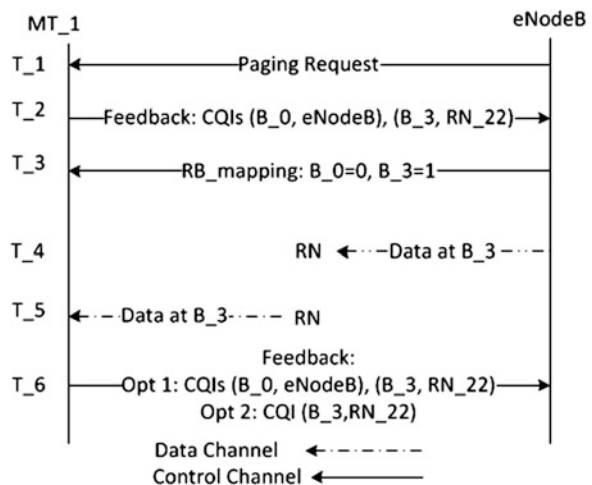 MT_1
eNodeB
T_1
Paging Request
T_2
Feedback: CQIs (B_0, eNodeB), (B_3, RN_22)
T_3
RB_mapping: B_0=0, B_3=1
T_4
RN
Data at B_3
T_5
Data at B_3
RN
Feedback:
T_6
Opt 1: CQIs (B_0, eNodeB), (B_3, RN_22)
Opt 2: CQI (B_3,RN_22)
Data Channel
Control Channel